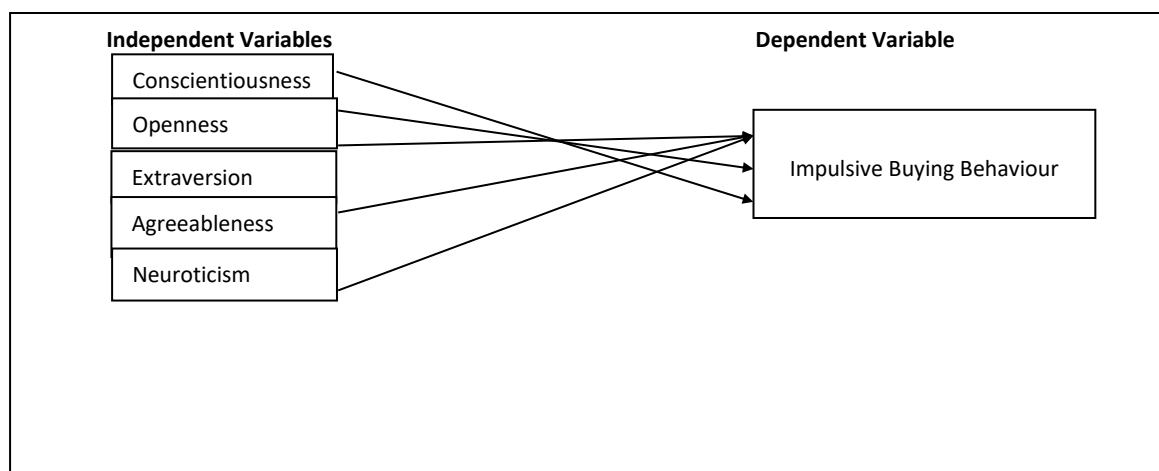 Independent Variables
Dependent Variable
Conscientiousness
Openness
Extraversion
Agreeableness
Neuroticism
Impulsive Buying Behaviour